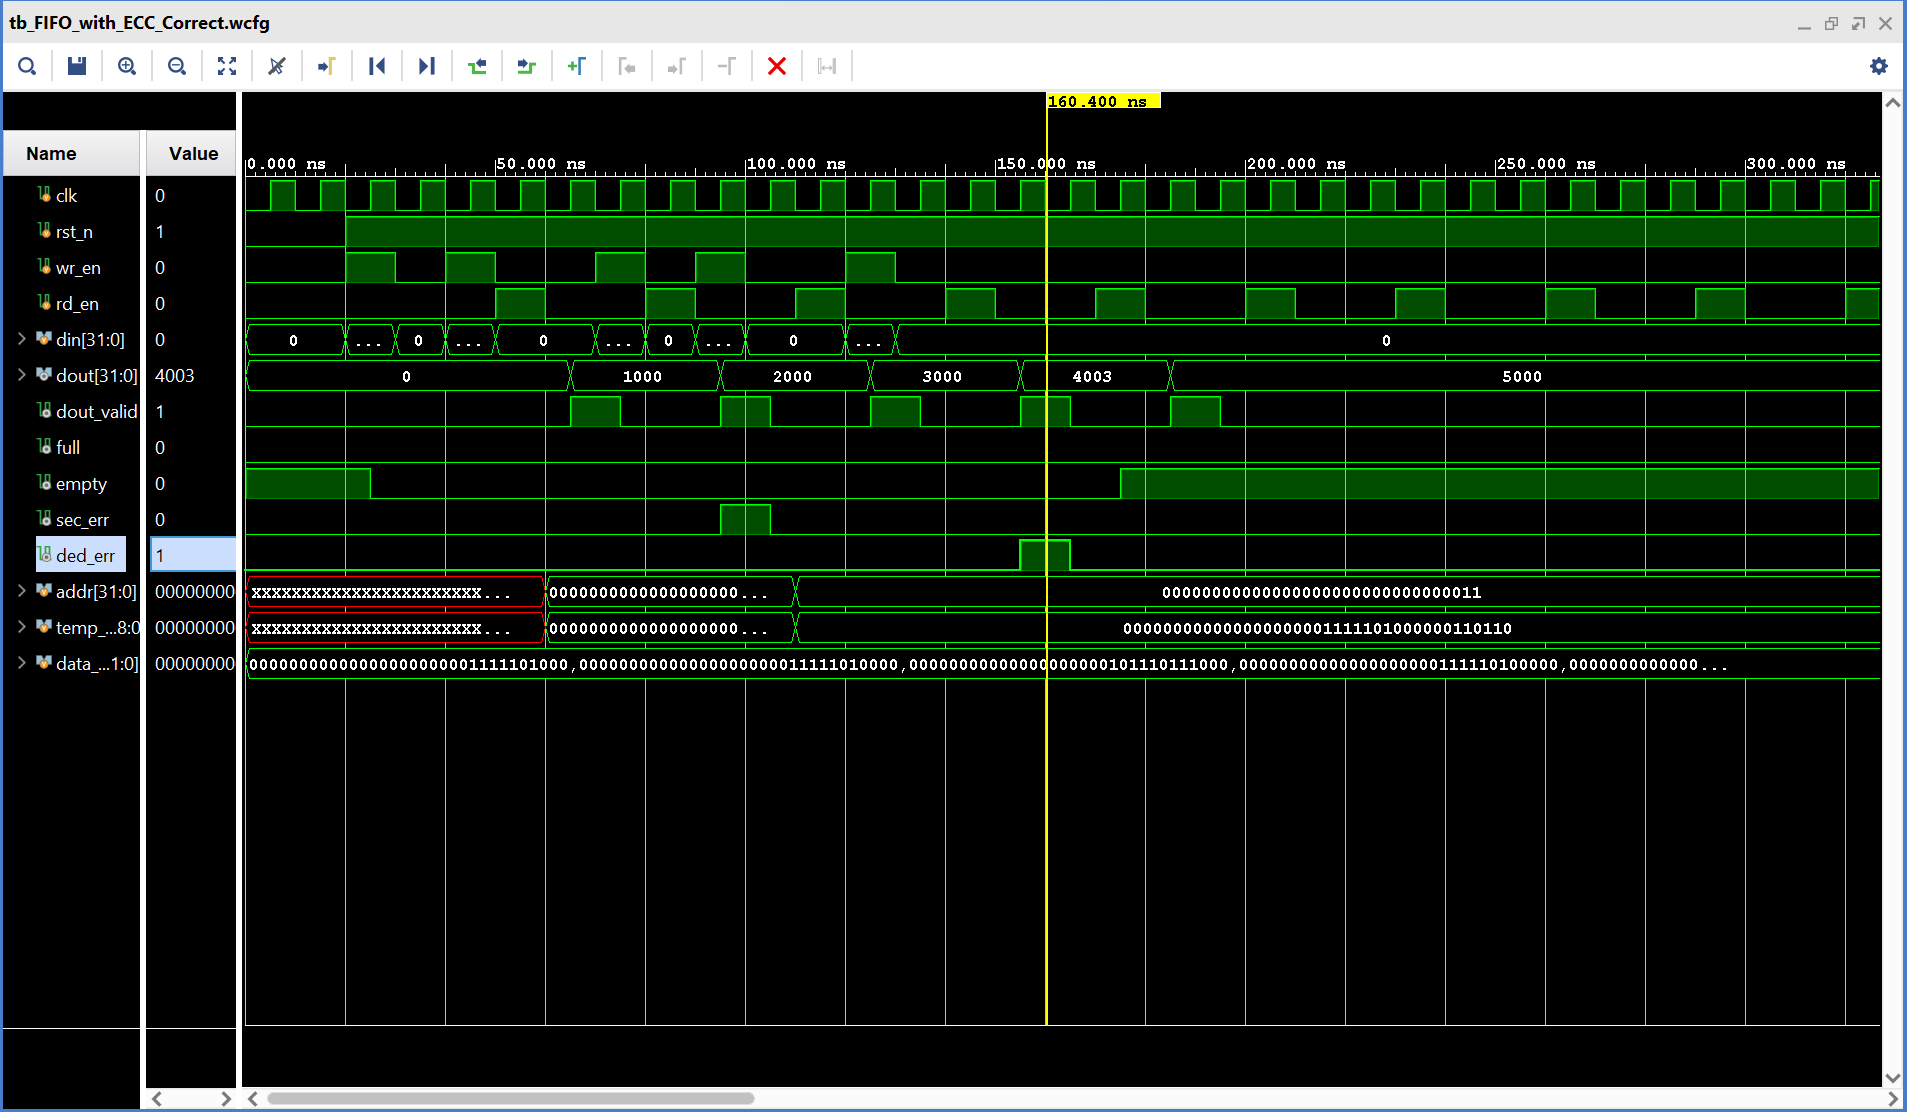 tb_FIFO_with_ECC_Correct.wcfg
160.400 ns
Name Value
0.000 ns 50.000 ns 100.000 ns 150.000 ns 200.000 ns 250.000 ns 300.000 ns
clk 0
rst_n 1
wr_en 0
rd_en 0
din[31:0] 0 0 ... 0 ... 0 ... 0 ... 0 ... 0
dout[31:0] 4003 0 1000 2000 3000 4003 5000
dout_valid 1
full 0
empty 0
sec_err 0
ded_err 1
addr[31:0] 00000000 XXXXXXXXXXXXXXXXXXXXXXX... 0000000000000000000... 00000000000000000000000000000011
temp_...8:0 00000000 XXXXXXXXXXXXXXXXXXXXXXX... 0000000000000000000... 000000000000000000001111101000000110110
data_...1:0] 00000000 00000000000000000000001111101000,00000000000000000000011111010000,00000000000000000000101110111000,00000000000000000000111110100000,0000000000000...